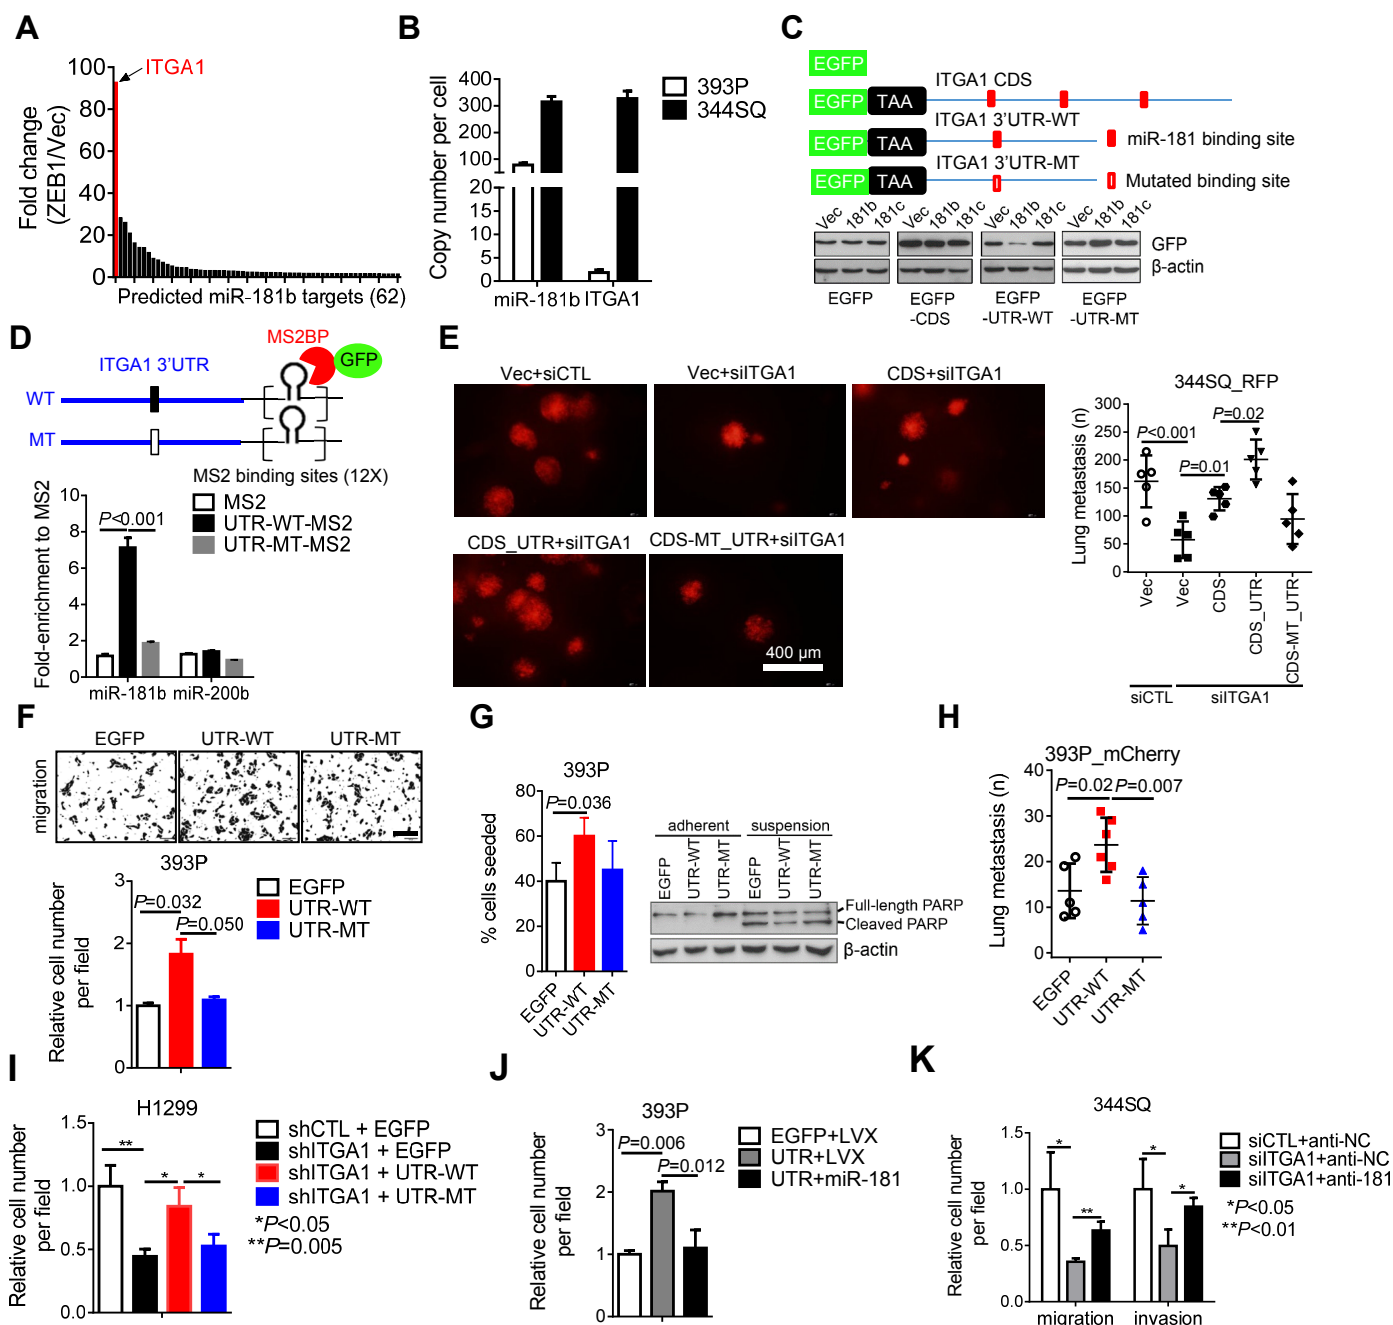 A
ITGA1
Fold change
(ZEB1/Vec)
100
80
60
40
20
0
Predicted miR-181b targets (62)
B
Copy number per cell
400
300
200
100
20
15
10
5
0
miR-181b
ITGA1
393P
344SQ
C
EGFP
EGFP TAA ITGA1 CDS
EGFP TAA ITGA1 3'UTR-WT
EGFP TAA ITGA1 3'UTR-MT
miR-181 binding site
Mutated binding site
Vec 181b 181c
Vec 181b 181c
Vec 181b 181c
Vec 181b 181c
GFP
β-actin
EGFP
EGFP
-CDS
EGFP
-UTR-WT
EGFP
-UTR-MT
D
MS2BP
GFP
ITGA1 3'UTR
WT
MT
MS2 binding sites (12X)
Fold-enrichment to MS2
10
8
6
4
2
0
P<0.001
MS2
UTR-WT-MS2
UTR-MT-MS2
miR-181b
miR-200b
E
Vec+siCTL
Vec+siITGA1
CDS+siITGA1
CDS_UTR+siITGA1
CDS-MT_UTR+siITGA1
400 µm
344SQ_RFP
Lung metastasis (n)
300
250
200
150
100
50
0
P<0.001
P=0.01
P=0.02
Vec
Vec
CDS
CDS_UTR
CDS-MT_UTR
siCTL
siITGA1
F
EGFP
UTR-WT
UTR-MT
migration
393P
Relative cell number
per field
3
2
1
0
P=0.032
P=0.050
EGFP
UTR-WT
UTR-MT
G
393P
% cells seeded
80
60
40
20
0
P=0.036
EGFP
UTR-WT
UTR-MT
adherent
suspension
EGFP
UTR-WT
UTR-MT
EGFP
UTR-WT
UTR-MT
Full-length PARP
Cleaved PARP
β-actin
H
393P_mCherry
Lung metastasis (n)
40
30
20
10
0
P=0.02
P=0.007
EGFP
UTR-WT
UTR-MT
I
H1299
Relative cell number
per field
1.5
1.0
0.5
0.0
**
*
*
shCTL + EGFP
shITGA1 + EGFP
shITGA1 + UTR-WT
shITGA1 + UTR-MT
*P<0.05
**P=0.005
J
393P
Relative cell number
per field
3
2
1
0
P=0.006
P=0.012
EGFP+LVX
UTR+LVX
UTR+miR-181
K
344SQ
Relative cell number
per field
1.5
1.0
0.5
0.0
*
**
*
*
migration
invasion
siCTL+anti-NC
siITGA1+anti-NC
siITGA1+anti-181
*P<0.05
**P<0.01